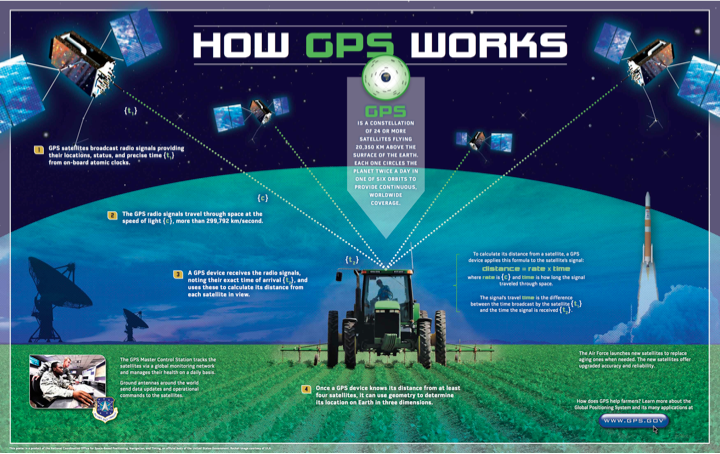 HOW GPS WORKS
GPS
IS A CONSTELLATION
OF 24 OR MORE
SATELLITES FLYING
20,350 KM ABOVE THE
SURFACE OF THE EARTH.
EACH ONE CIRCLES THE
PLANET TWICE A DAY IN
ONE OF SIX ORBITS TO
PROVIDE CONTINUOUS,
WORLDWIDE
COVERAGE.
{t₁}
1 GPS satellites broadcast radio signals providing
their locations, status, and precise time {t₁}
from on-board atomic clocks.
{c}
2 The GPS radio signals travel through space at the
speed of light {c}, more than 299,792 km/second.
{t₂}
3 A GPS device receives the radio signals,
noting their exact time of arrival {t₂}, and
uses these to calculate its distance from
each satellite in view.
To calculate its distance from a satellite, a GPS
device applies this formula to the satellite's signal:
distance = rate x time
where rate is {c} and time is how long the signal
traveled through space.
The signal's travel time is the difference
between the time broadcast by the satellite {t₁}
and the time the signal is received {t₂}.
The GPS Master Control Station tracks the
satellites via a global monitoring network
and manages their health on a daily basis.
Ground antennas around the world
send data updates and operational
commands to the satellites.
4 Once a GPS device knows its distance from at least
four satellites, it can use geometry to determine
its location on Earth in three dimensions.
The Air Force launches new satellites to replace
aging ones when needed. The new satellites offer
upgraded accuracy and reliability.
How does GPS help farmers? Learn more about the
Global Positioning System and its many applications at
WWW.GPS.GOV